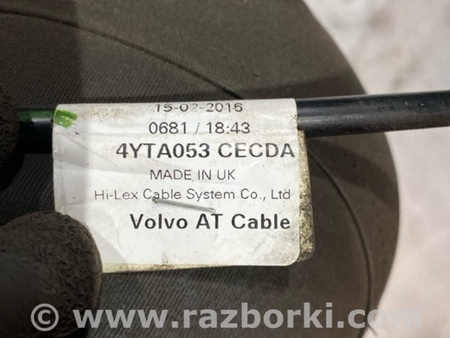 15-02-2016
0681 / 18:43
4YTA053 CECDA
MADE IN UK
Hi-Lex Cable System Co., Ltd
Volvo AT Cable
© www.razborki.com